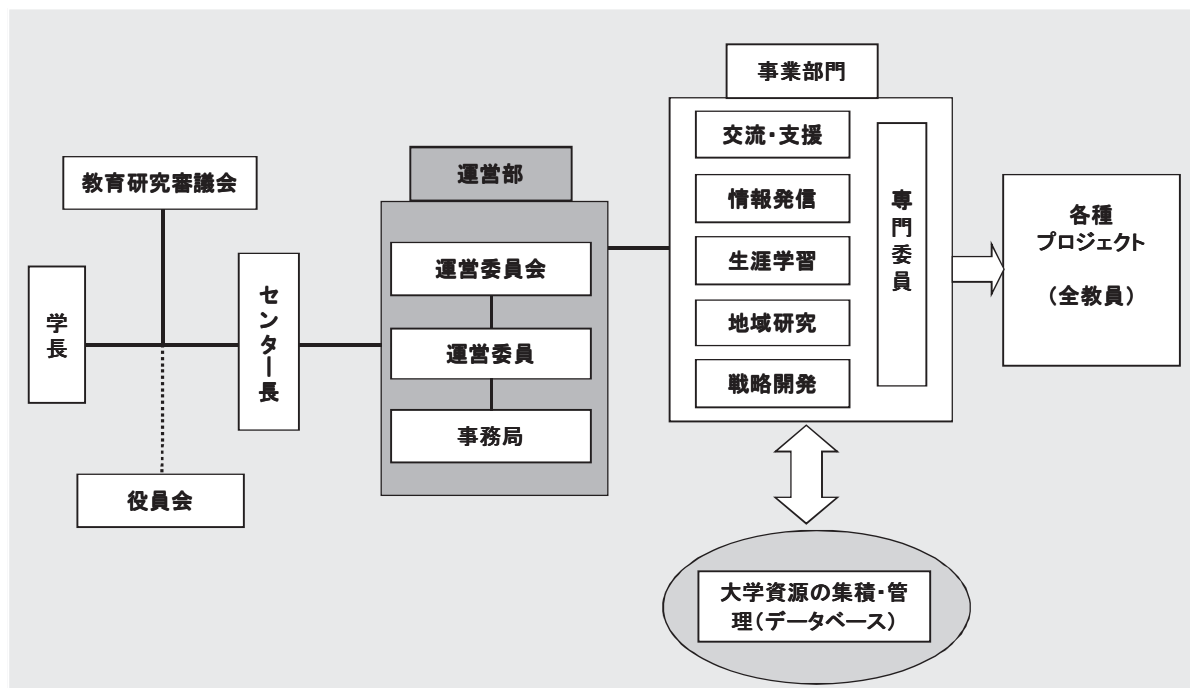 事業部門
交流・支援
情報発信
生涯学習
地域研究
戦略開発
専門委員
各種
プロジェクト
(全教員)
教育研究審議会
学長
センター長
役員会
運営部
運営委員会
運営委員
事務局
大学資源の集積・管
理(データベース)